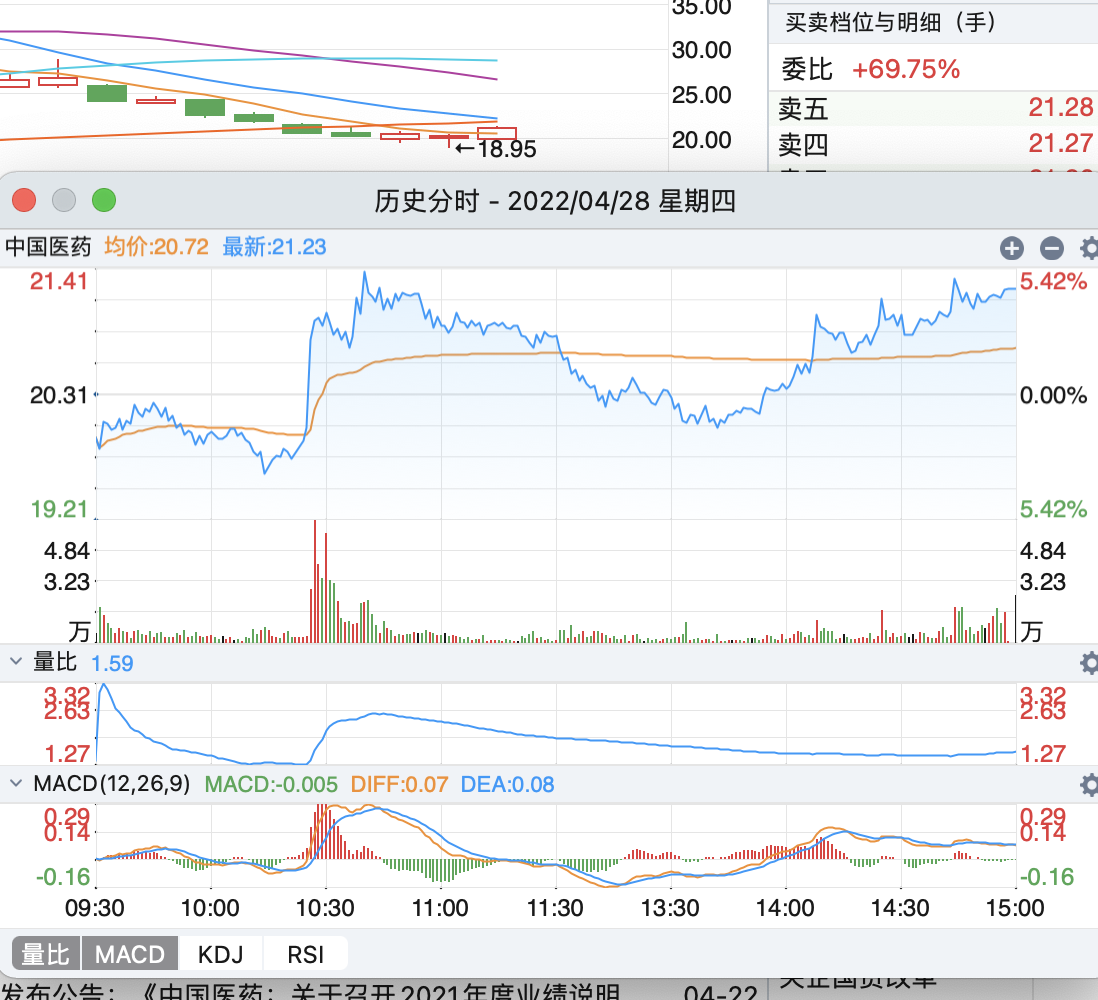 35.00
买卖档位与明细（手）
30.00
委比 +69.75%
25.00
卖五 21.28
20.00
卖四 21.27
←18.95
历史分时 - 2022/04/28 星期四
中国医药 均价:20.72 最新:21.23
21.41 5.42%
20.31 0.00%
19.21 5.42%
4.84 4.84
3.23 3.23
万 万
量比 1.59
3.32 3.32
2.63 2.63
1.27 1.27
MACD(12,26,9) MACD:-0.005 DIFF:0.07 DEA:0.08
0.29 0.29
0.14 0.14
-0.16 -0.16
09:30 10:00 10:30 11:00 11:30 13:30 14:00 14:30 15:00
量比 MACD KDJ RSI
发布公告：《中国医药：关于召开2021年度业绩说明 04-22